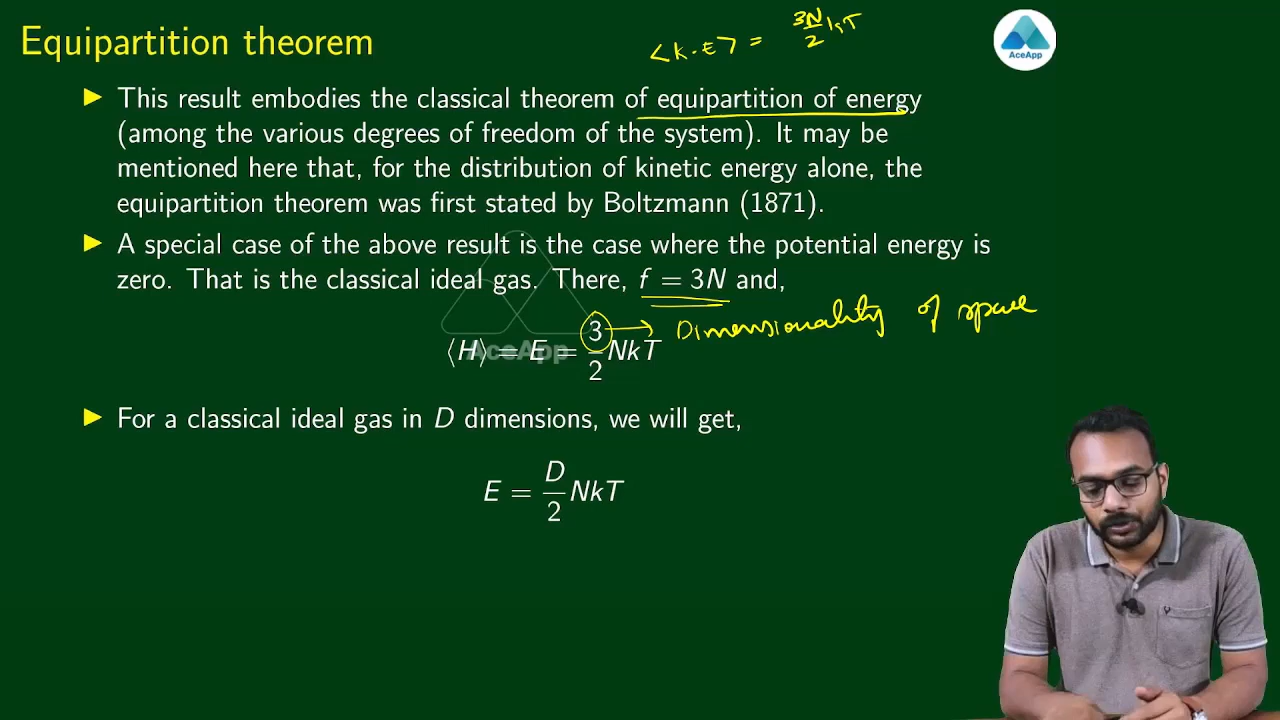 Equipartition theorem
<K.E> = 3N/2 kT
AceApp
▶ This result embodies the classical theorem of equipartition of energy
(among the various degrees of freedom of the system). It may be
mentioned here that, for the distribution of kinetic energy alone, the
equipartition theorem was first stated by Boltzmann (1871).
▶ A special case of the above result is the case where the potential energy is
zero. That is the classical ideal gas. There, f = 3N and,
⟨H⟩ = E = 3/2 NkT → Dimensionality of space
AceApp
▶ For a classical ideal gas in D dimensions, we will get,
E = D/2 NkT